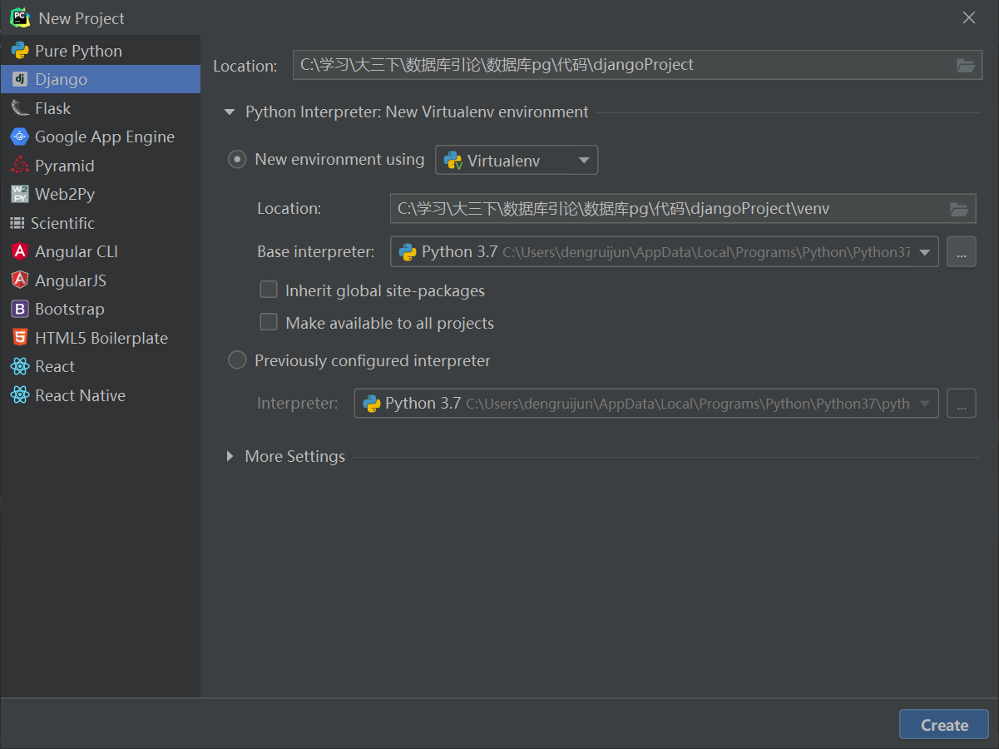 New Project
Pure Python
Django
Flask
Google App Engine
Pyramid
Web2Py
Scientific
Angular CLI
AngularJS
Bootstrap
HTML5 Boilerplate
React
React Native
Location: C:\学习\大三下\数据库引论\数据库pg\代码\djangoProject
Python Interpreter: New Virtualenv environment
New environment using Virtualenv
Location: C:\学习\大三下\数据库引论\数据库pg\代码\djangoProject\venv
Base interpreter: Python 3.7 C:\Users\dengruijun\AppData\Local\Programs\Python\Python37 ...
Inherit global site-packages
Make available to all projects
Previously configured interpreter
Interpreter: Python 3.7 C:\Users\dengruijun\AppData\Local\Programs\Python\Python37\pyth ...
More Settings
Create